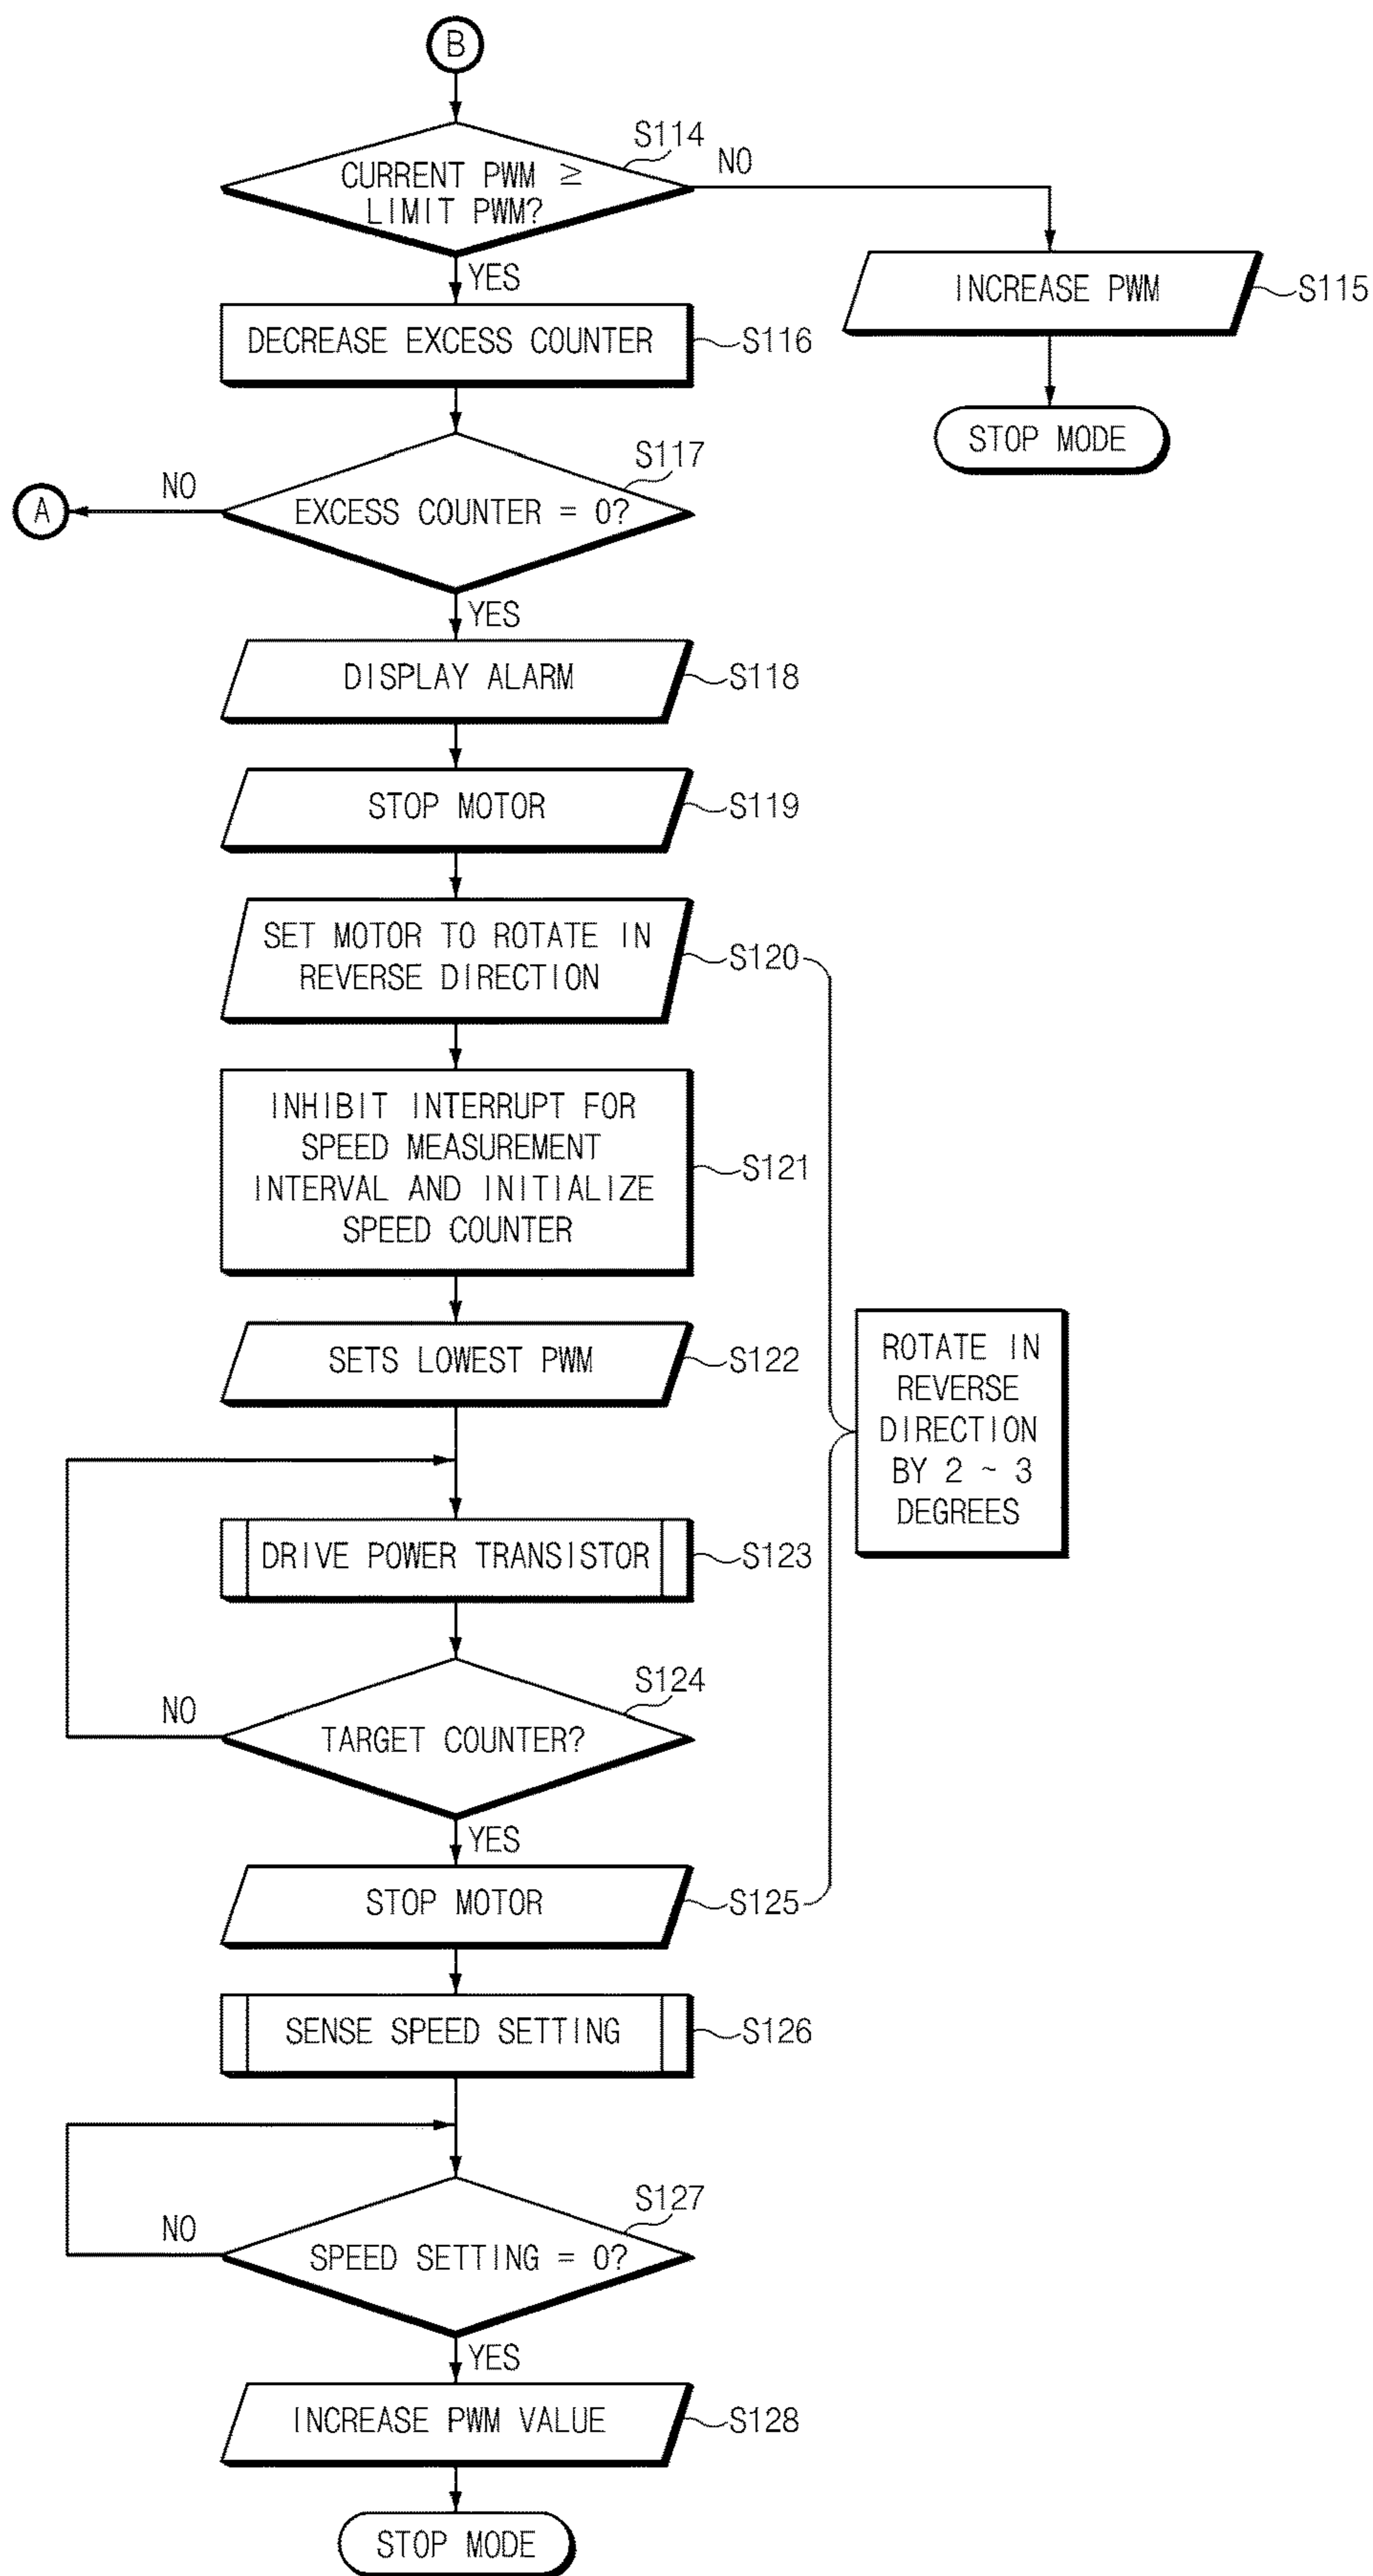 B
S114
CURRENT PWM ≥
LIMIT PWM?
NO
YES
INCREASE PWM
S115
DECREASE EXCESS COUNTER
S116
STOP MODE
S117
NO
A
EXCESS COUNTER = 0?
YES
DISPLAY ALARM
S118
STOP MOTOR
S119
SET MOTOR TO ROTATE IN
REVERSE DIRECTION
S120
INHIBIT INTERRUPT FOR
SPEED MEASUREMENT
INTERVAL AND INITIALIZE
SPEED COUNTER
S121
SETS LOWEST PWM
S122
ROTATE IN
REVERSE
DIRECTION
BY 2 ~ 3
DEGREES
DRIVE POWER TRANSISTOR
S123
S124
NO
TARGET COUNTER?
YES
STOP MOTOR
S125
SENSE SPEED SETTING
S126
S127
NO
SPEED SETTING = 0?
YES
INCREASE PWM VALUE
S128
STOP MODE